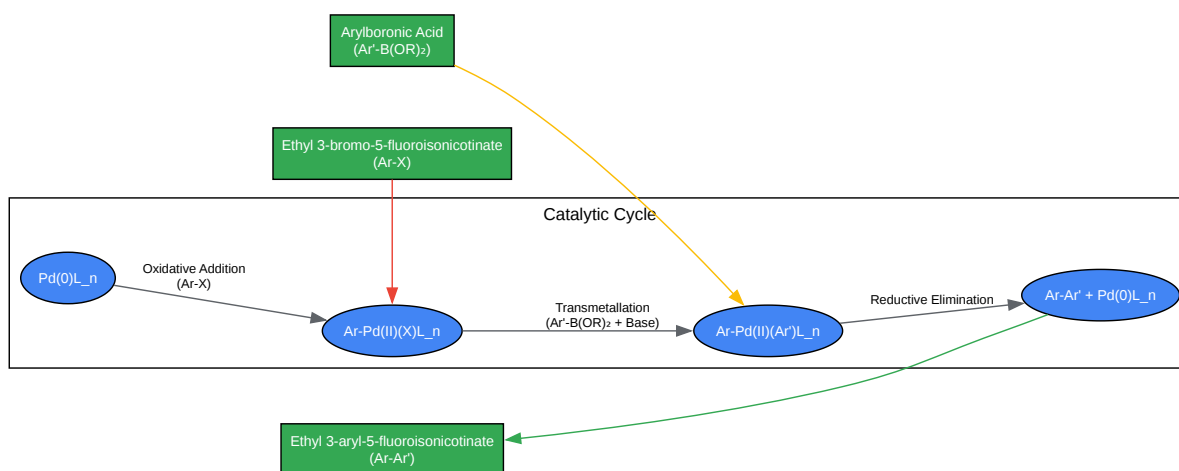 Arylboronic Acid
(Ar'-B(OR)₂)
Ethyl 3-bromo-5-fluoroisonicotinate
(Ar-X)
Catalytic Cycle
Pd(0)L_n
Oxidative Addition
(Ar-X)
Ar-Pd(II)(X)L_n
Transmetallation
(Ar'-B(OR)₂ + Base)
Ar-Pd(II)(Ar')L_n
Reductive Elimination
Ar-Ar' + Pd(0)L_n
Ethyl 3-aryl-5-fluoroisonicotinate
(Ar-Ar')